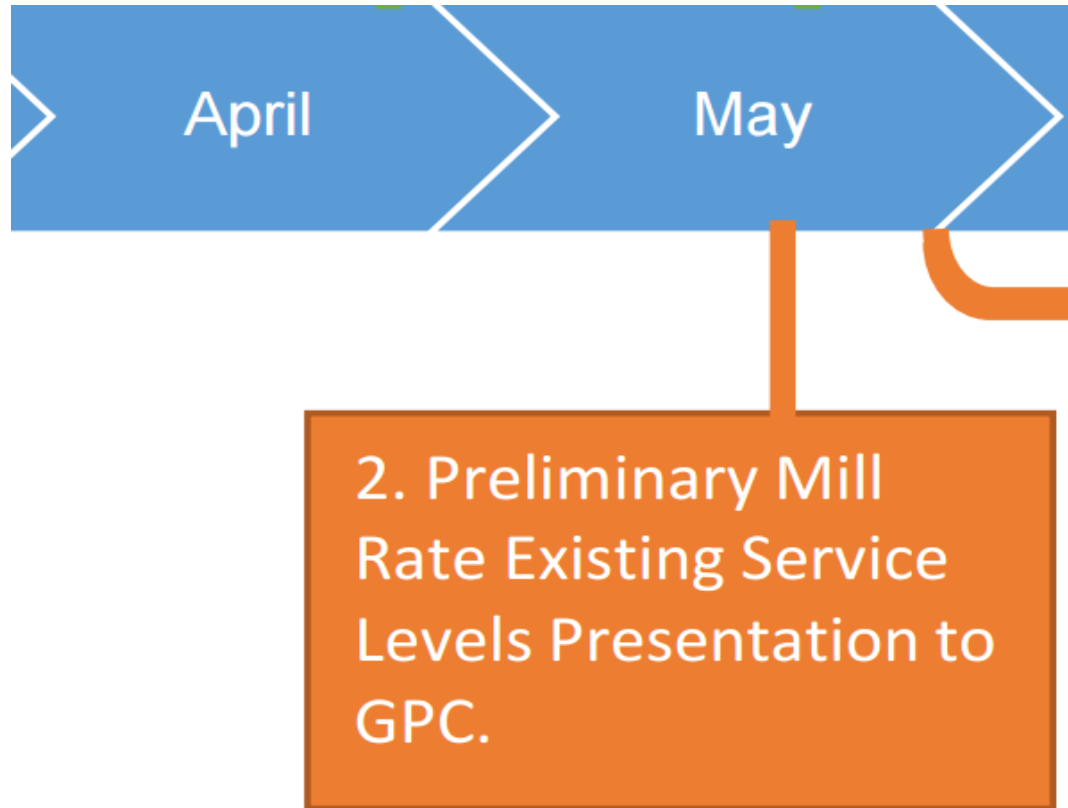 April
May
2. Preliminary Mill
Rate Existing Service
Levels Presentation to
GPC.